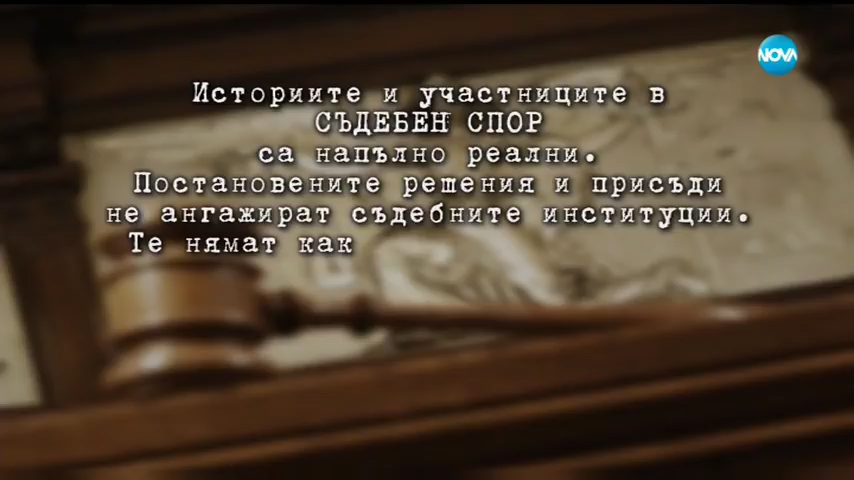 NOVA
Историите и участниците в
СЪДЕБЕН СПОР
са напълно реални.
Постановените решения и присъди
не ангажират съдебните институции.
Те нямат как